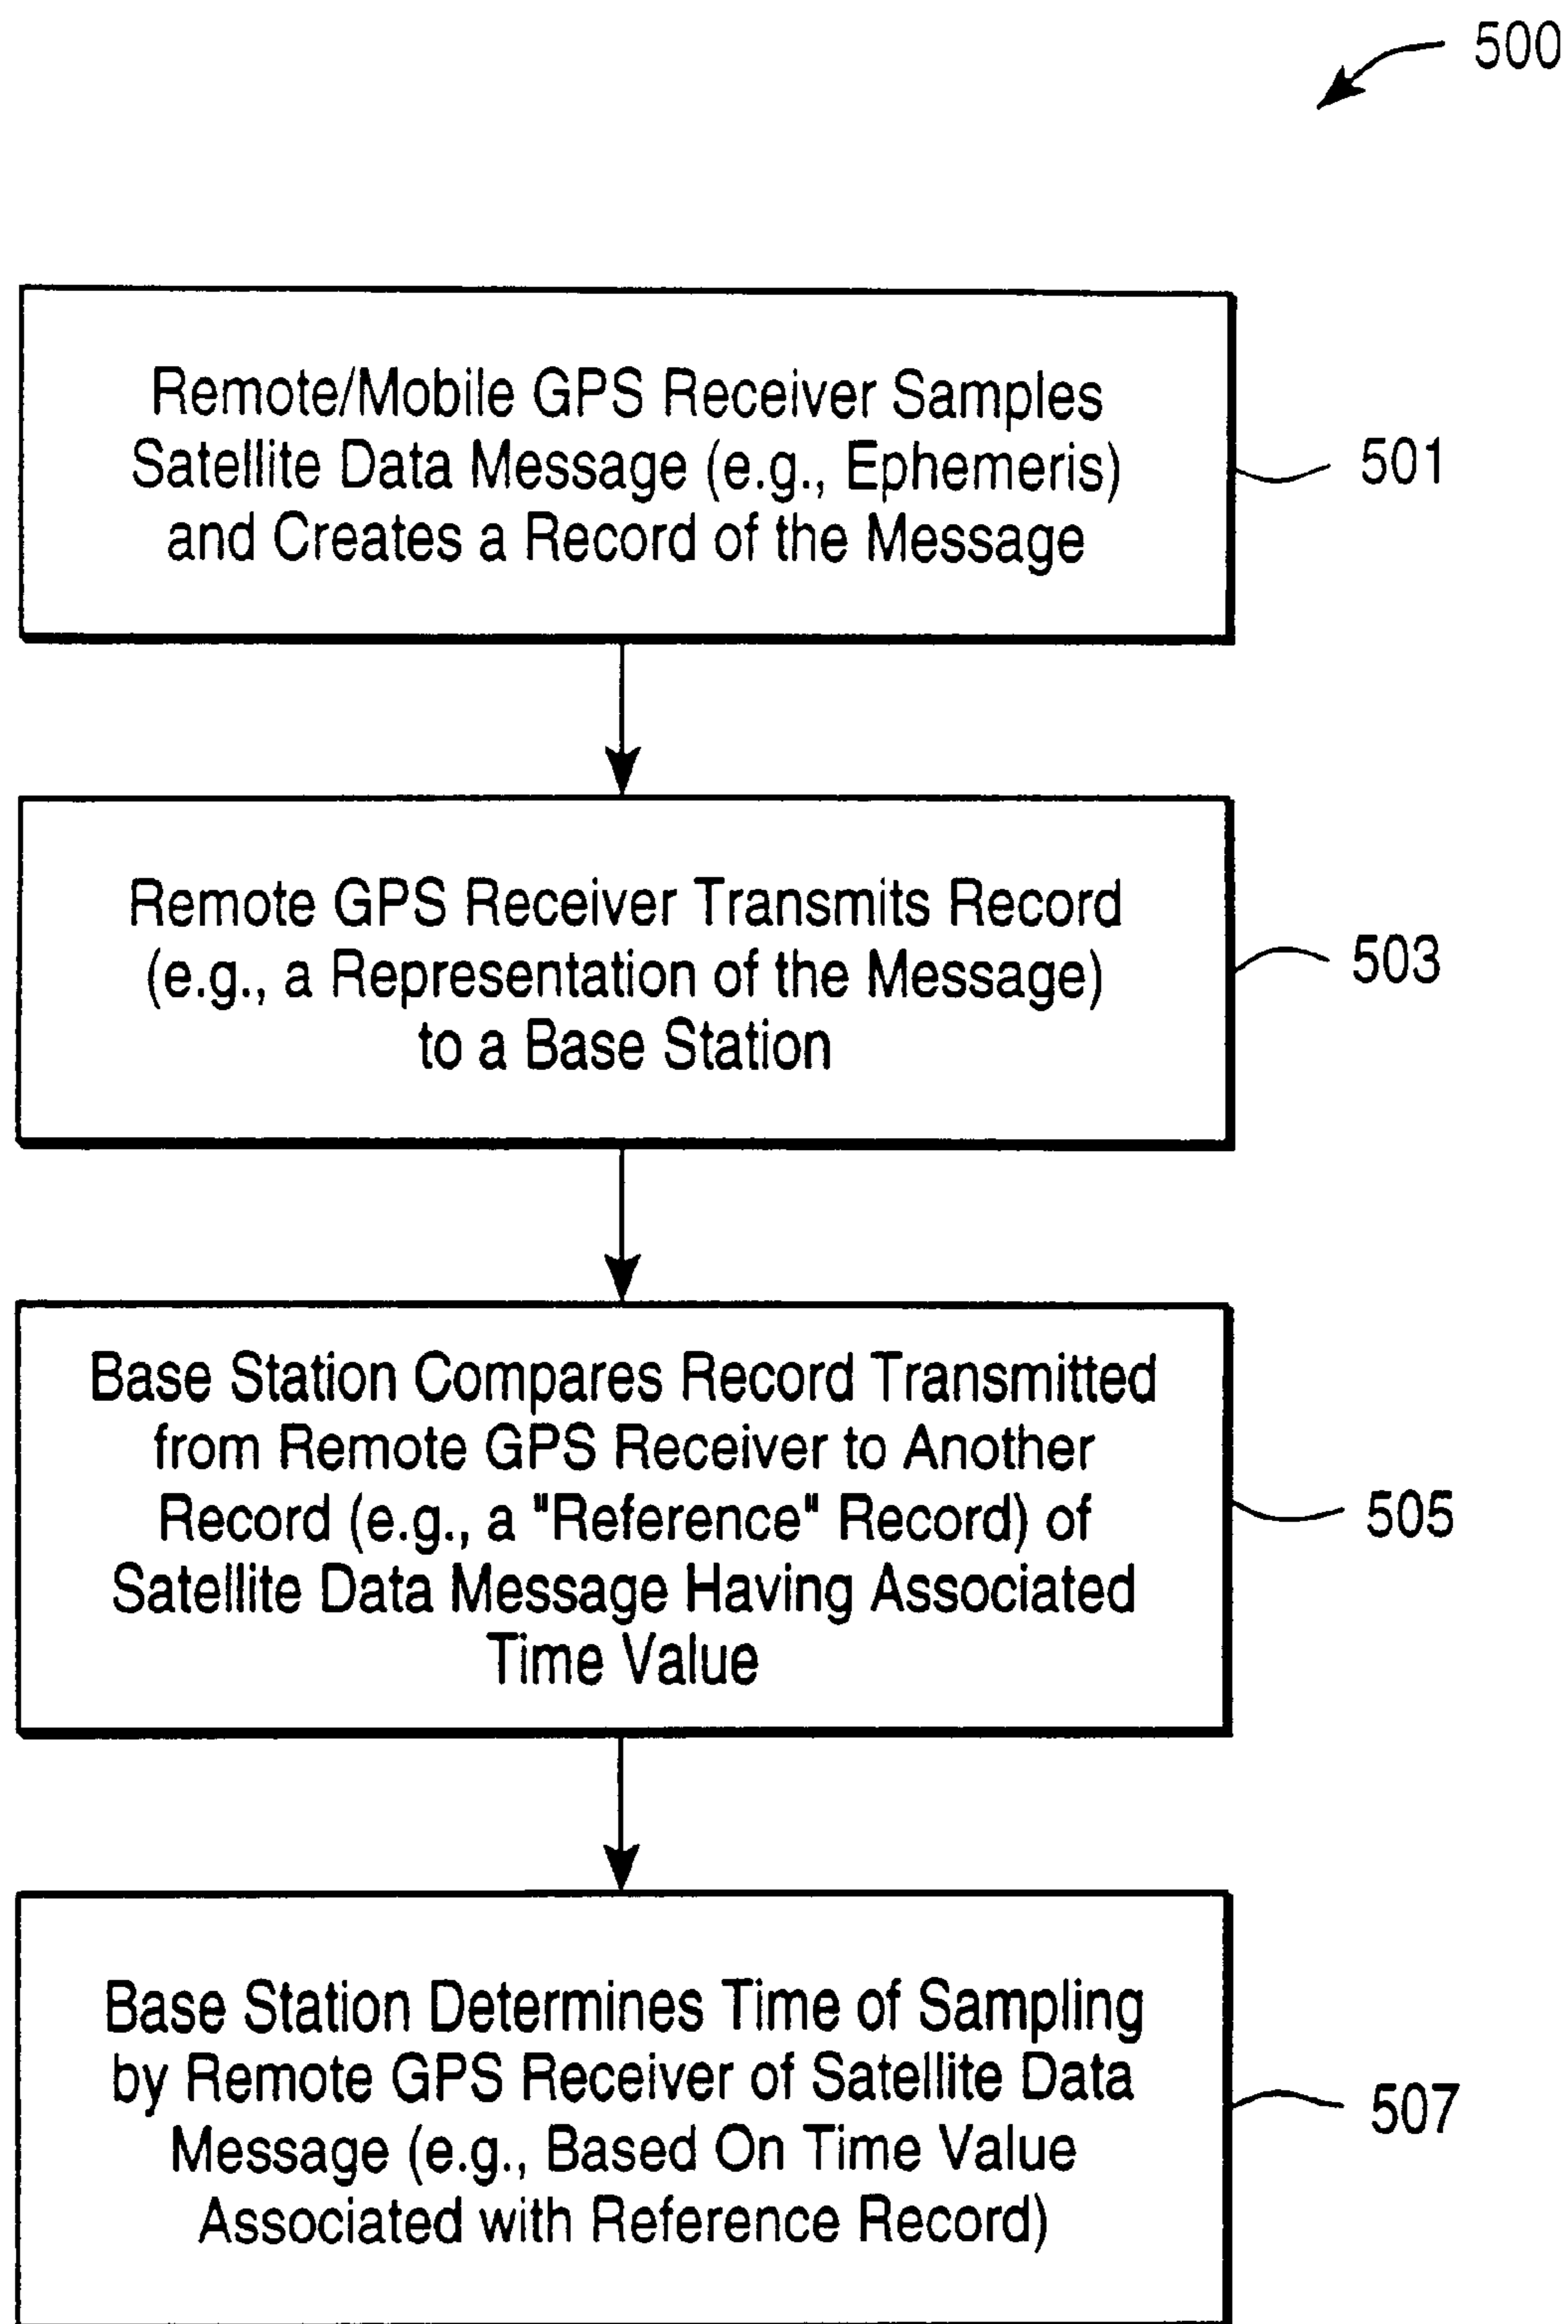 500
Remote/Mobile GPS Receiver Samples
Satellite Data Message (e.g., Ephemeris)
and Creates a Record of the Message
501
Remote GPS Receiver Transmits Record
(e.g., a Representation of the Message)
to a Base Station
503
Base Station Compares Record Transmitted
from Remote GPS Receiver to Another
Record (e.g., a "Reference" Record) of
Satellite Data Message Having Associated
Time Value
505
Base Station Determines Time of Sampling
by Remote GPS Receiver of Satellite Data
Message (e.g., Based On Time Value
Associated with Reference Record)
507